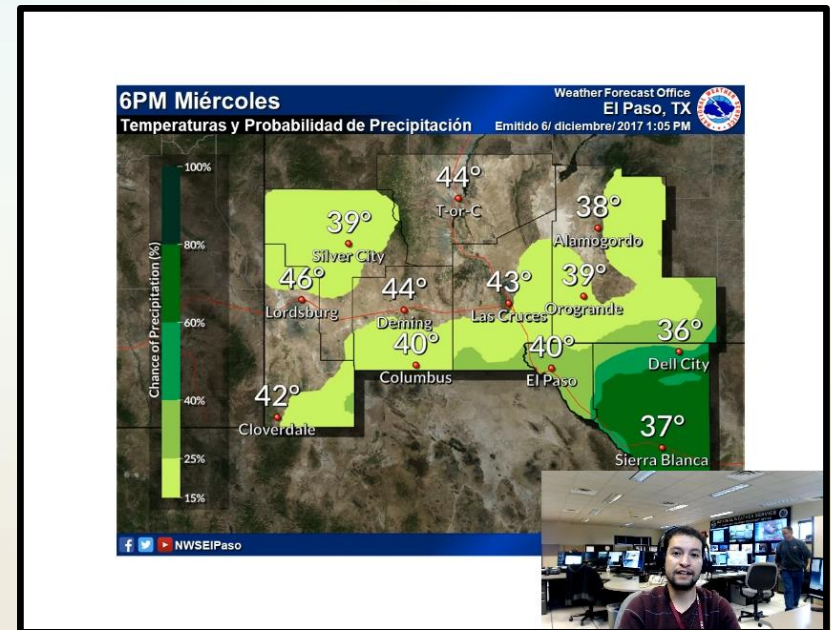 6PM Miércoles
Temperaturas y Probabilidad de Precipitación
Weather Forecast Office
El Paso, TX
Emitido 6/ diciembre/ 2017 1:05 PM
Chance of Precipitation (%)
100%
80%
60%
40%
25%
15%
44°
T-or-C
38°
Alamogordo
39°
Silver City
46°
Lordsburg
44°
Deming
43°
Las Cruces
39°
Orogrande
36°
Dell City
40°
Columbus
40°
El Paso
42°
Cloverdale
37°
Sierra Blanca
NWSElPaso